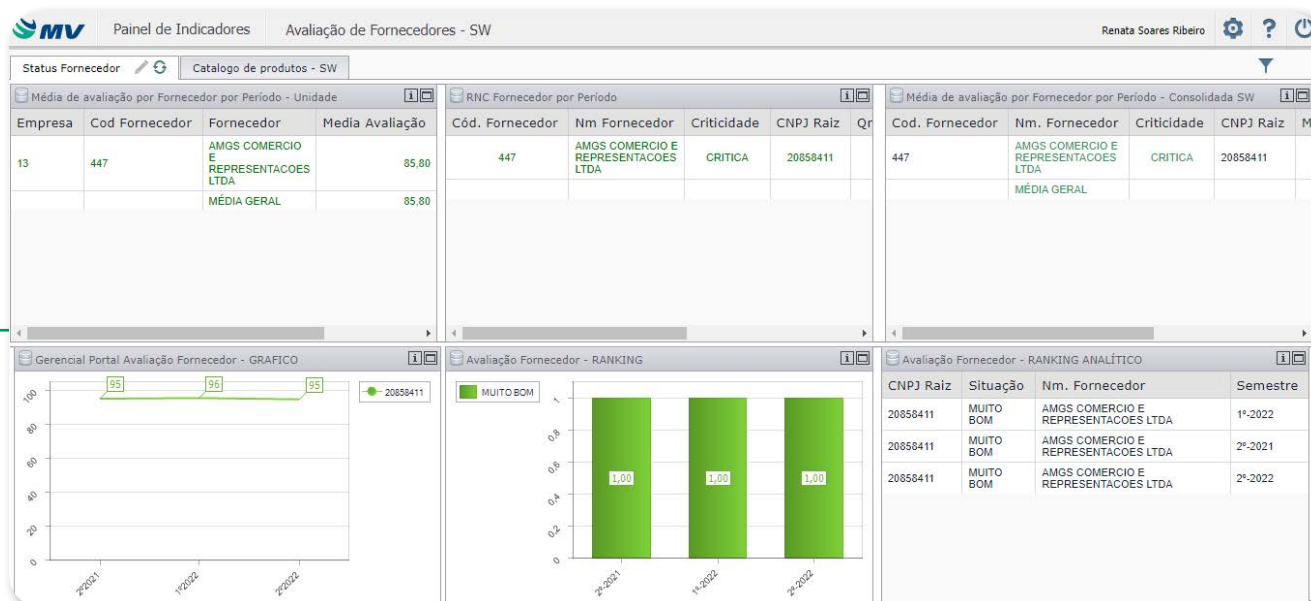 MV Painel de Indicadores Avaliação de Fornecedores - SW Renata Soares Ribeiro ?
Status Fornecedor Catalogo de produtos - SW
Média de avaliação por Fornecedor por Período - Unidade
Empresa Cod Fornecedor Fornecedor Media Avaliação
13 447 AMGS COMERCIO E REPRESENTACOES LTDA 85,80
MÉDIA GERAL 85,80
RNC Fornecedor por Período
Cód. Fornecedor Nm Fornecedor Criticidade CNPJ Raiz Qr
447 AMGS COMERCIO E REPRESENTACOES LTDA CRITICA 20858411
Média de avaliação por Fornecedor por Período - Consolidada SW
Cod. Fornecedor Nm. Fornecedor Criticidade CNPJ Raiz M
447 AMGS COMERCIO E REPRESENTACOES LTDA CRITICA 20858411
MÉDIA GERAL
Gerencial Portal Avaliação Fornecedor - GRAFICO
95 96 95
20858411
100
80
60
40
20
0
2º2021 1º2022 2º2022
Avaliação Fornecedor - RANKING
MUITO BOM
1
0,8
0,6
0,4
0,2
0
1,00 1,00 1,00
2º-2021 1º-2022 2º-2022
Avaliação Fornecedor - RANKING ANALÍTICO
CNPJ Raiz Situação Nm. Fornecedor Semestre
20858411 MUITO BOM AMGS COMERCIO E REPRESENTACOES LTDA 1º-2022
20858411 MUITO BOM AMGS COMERCIO E REPRESENTACOES LTDA 2º-2021
20858411 MUITO BOM AMGS COMERCIO E REPRESENTACOES LTDA 2º-2022